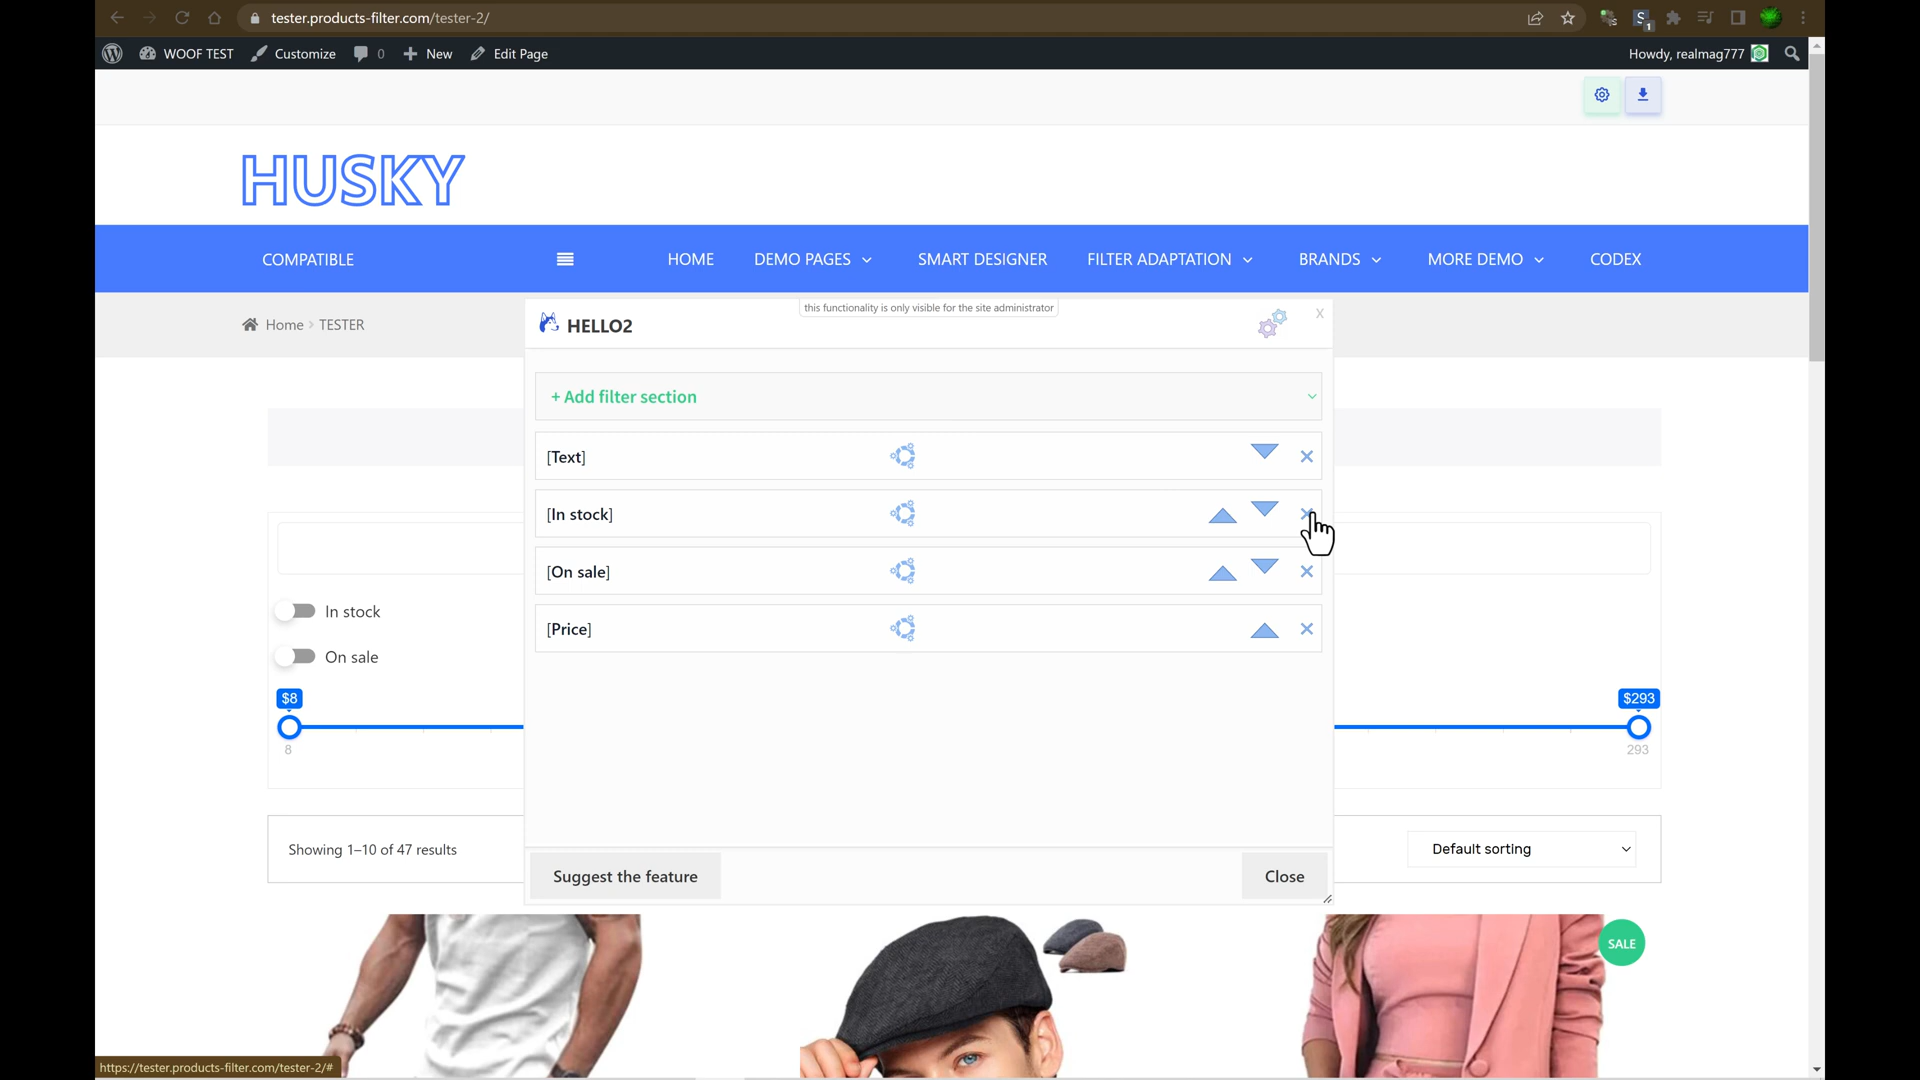 tester.products-filter.com/tester-2/
WOOF TEST Customize 0 New Edit Page Howdy, realmag777
HUSKY
COMPATIBLE HOME DEMO PAGES SMART DESIGNER FILTER ADAPTATION BRANDS MORE DEMO CODEX
Home TESTER
this functionality is only visible for the site administrator
HELLO2 x
+ Add filter section
[Text]
[In stock]
[On sale]
[Price]
In stock
On sale
$8 $293
8 293
Suggest the feature Close
Showing 1–10 of 47 results Default sorting
SALE
https://tester.products-filter.com/tester-2/#